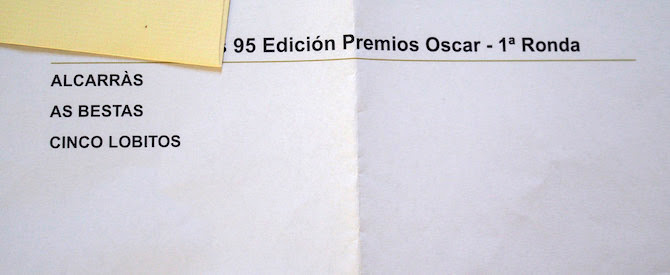 95 Edición Premios Oscar - 1ª Ronda
ALCARRÀS
AS BESTAS
CINCO LOBITOS